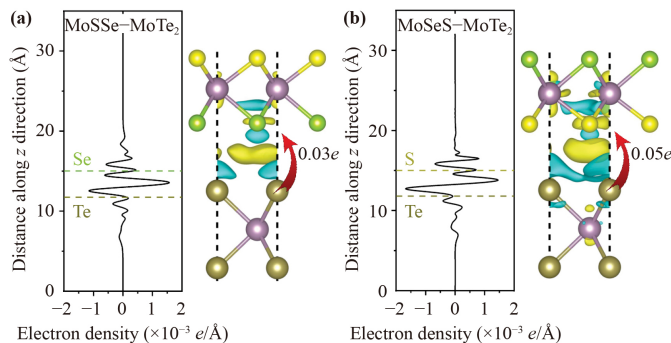 (a)
MoSSe−MoTe₂
Distance along z direction (Å)
30
20
10
0
Se
Te
0.03e
−2 −1 0 1 2
Electron density (×10⁻³ e/Å)
(b)
MoSeS−MoTe₂
Distance along z direction (Å)
30
20
10
0
S
Te
0.05e
−2 −1 0 1 2
Electron density (×10⁻³ e/Å)